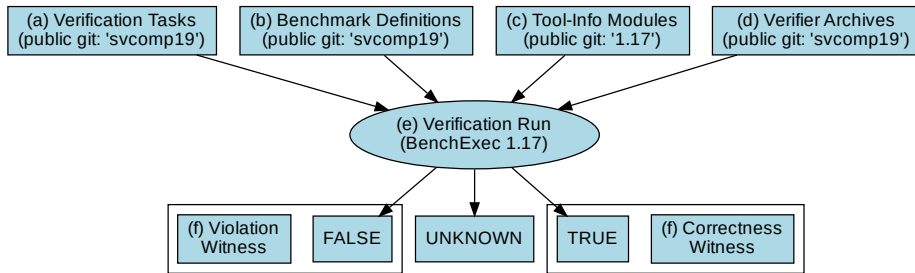 (a) Verification Tasks
(public git: 'svcomp19')
(b) Benchmark Definitions
(public git: 'svcomp19')
(c) Tool-Info Modules
(public git: '1.17')
(d) Verifier Archives
(public git: 'svcomp19')
(e) Verification Run
(BenchExec 1.17)
(f) Violation
Witness
FALSE
UNKNOWN
TRUE
(f) Correctness
Witness